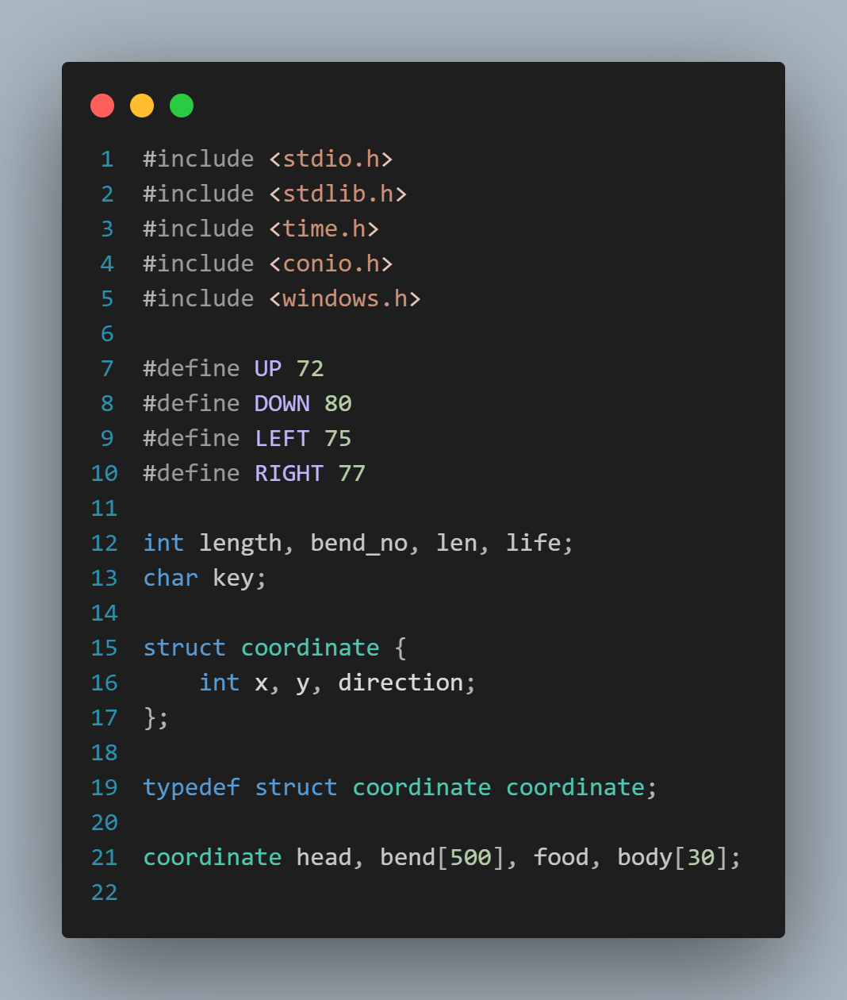 1 #include <stdio.h>
2 #include <stdlib.h>
3 #include <time.h>
4 #include <conio.h>
5 #include <windows.h>
6
7 #define UP 72
8 #define DOWN 80
9 #define LEFT 75
10 #define RIGHT 77
11
12 int length, bend_no, len, life;
13 char key;
14
15 struct coordinate {
16     int x, y, direction;
17 };
18
19 typedef struct coordinate coordinate;
20
21 coordinate head, bend[500], food, body[30];
22